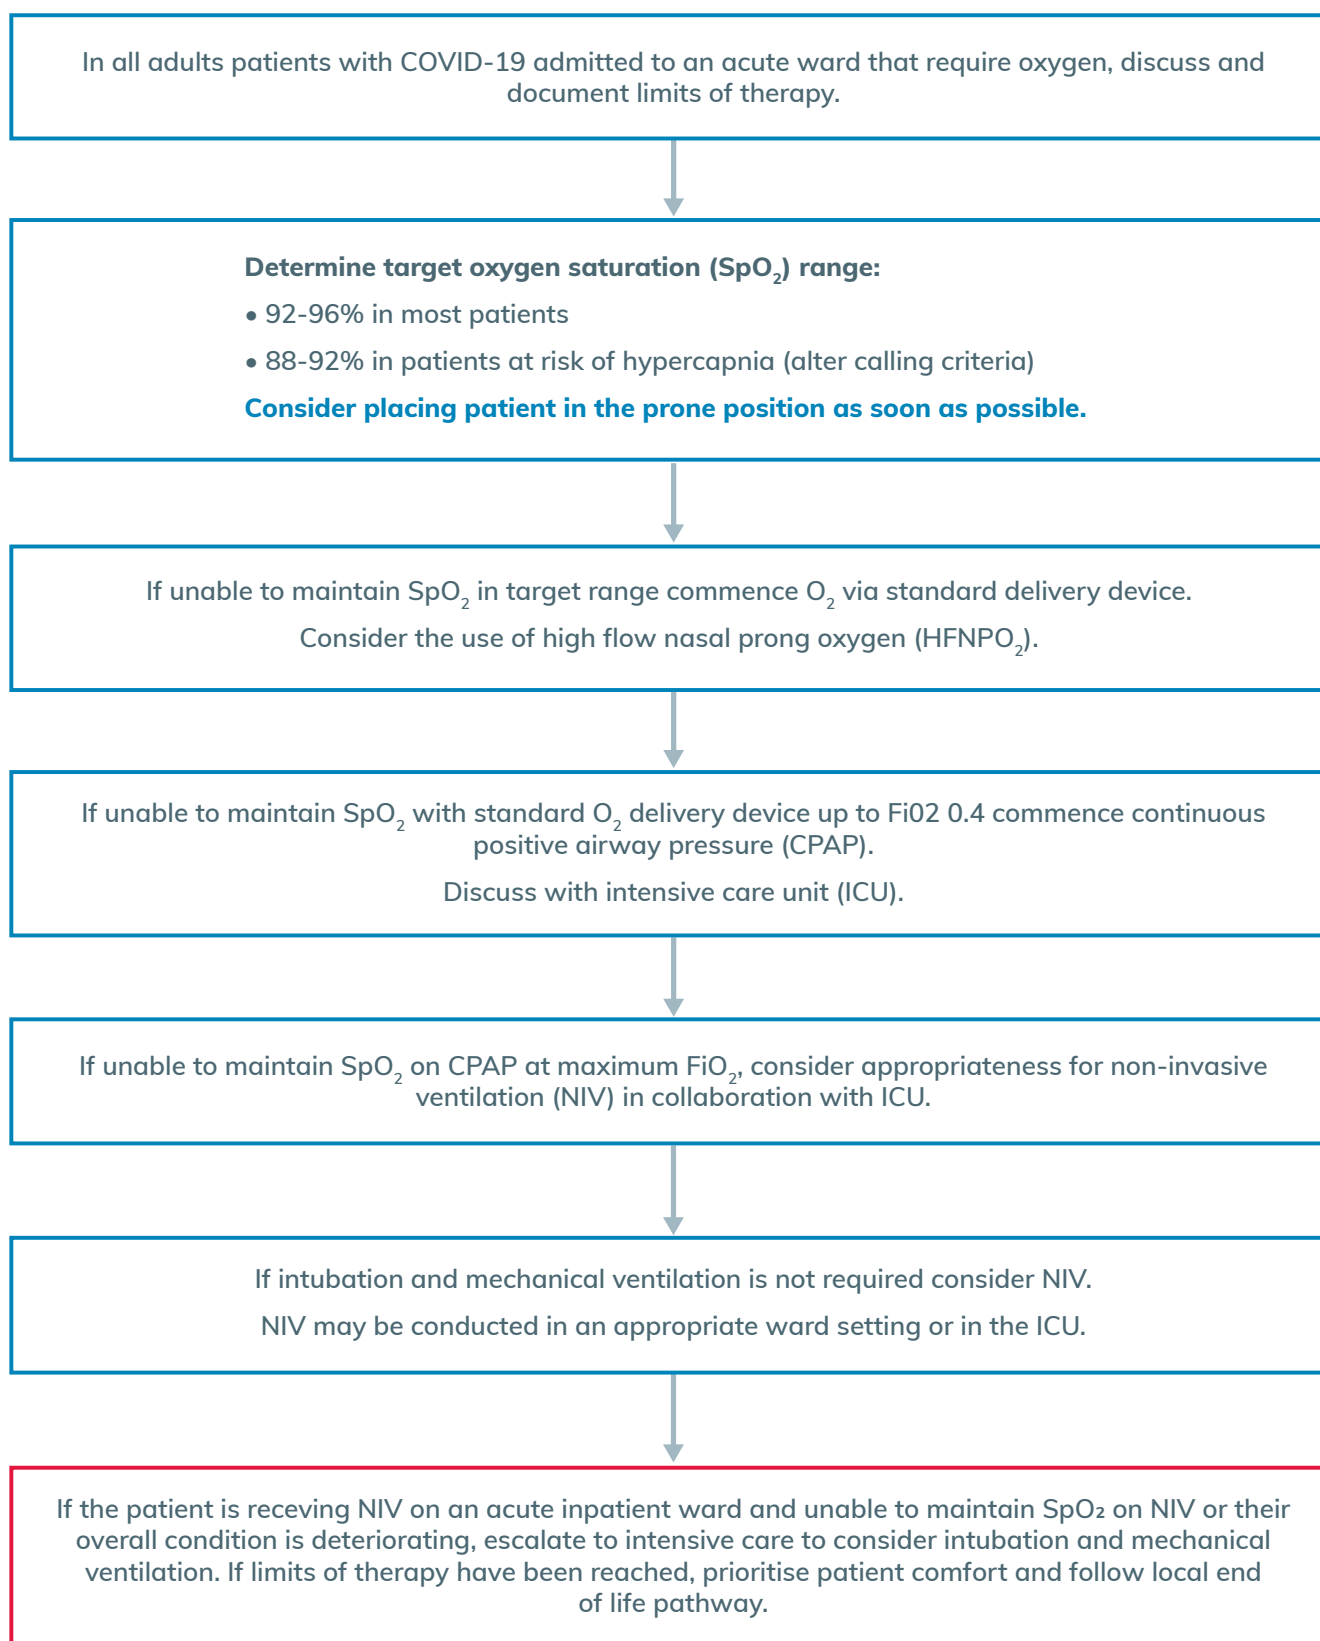 In all adults patients with COVID-19 admitted to an acute ward that require oxygen, discuss and
document limits of therapy.
Determine target oxygen saturation (SpO₂) range:
• 92-96% in most patients
• 88-92% in patients at risk of hypercapnia (alter calling criteria)
Consider placing patient in the prone position as soon as possible.
If unable to maintain SpO₂ in target range commence O₂ via standard delivery device.
Consider the use of high flow nasal prong oxygen (HFNPO₂).
If unable to maintain SpO₂ with standard O₂ delivery device up to Fi02 0.4 commence continuous
positive airway pressure (CPAP).
Discuss with intensive care unit (ICU).
If unable to maintain SpO₂ on CPAP at maximum FiO₂, consider appropriateness for non-invasive
ventilation (NIV) in collaboration with ICU.
If intubation and mechanical ventilation is not required consider NIV.
NIV may be conducted in an appropriate ward setting or in the ICU.
If the patient is receving NIV on an acute inpatient ward and unable to maintain SpO₂ on NIV or their
overall condition is deteriorating, escalate to intensive care to consider intubation and mechanical
ventilation. If limits of therapy have been reached, prioritise patient comfort and follow local end
of life pathway.